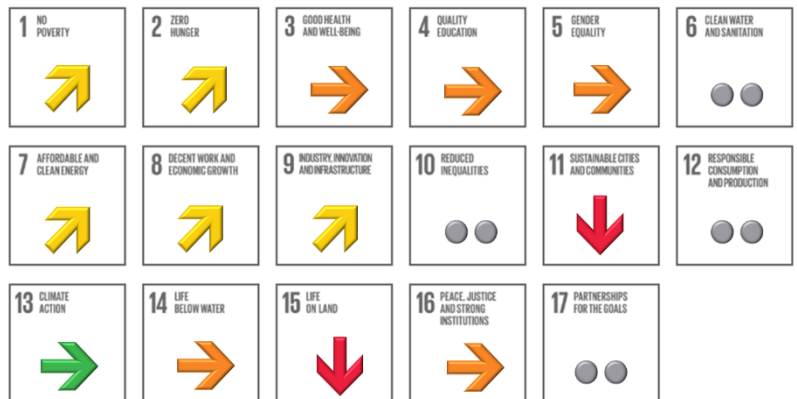 1 NO
POVERTY
2 ZERO
HUNGER
3 GOOD HEALTH
AND WELL-BEING
4 QUALITY
EDUCATION
5 GENDER
EQUALITY
6 CLEAN WATER
AND SANITATION
7 AFFORDABLE AND
CLEAN ENERGY
8 DECENT WORK AND
ECONOMIC GROWTH
9 INDUSTRY, INNOVATION
AND INFRASTRUCTURE
10 REDUCED
INEQUALITIES
11 SUSTAINABLE CITIES
AND COMMUNITIES
12 RESPONSIBLE
CONSUMPTION
AND PRODUCTION
13 CLIMATE
ACTION
14 LIFE
BELOW WATER
15 LIFE
ON LAND
16 PEACE, JUSTICE
AND STRONG
INSTITUTIONS
17 PARTNERSHIPS
FOR THE GOALS